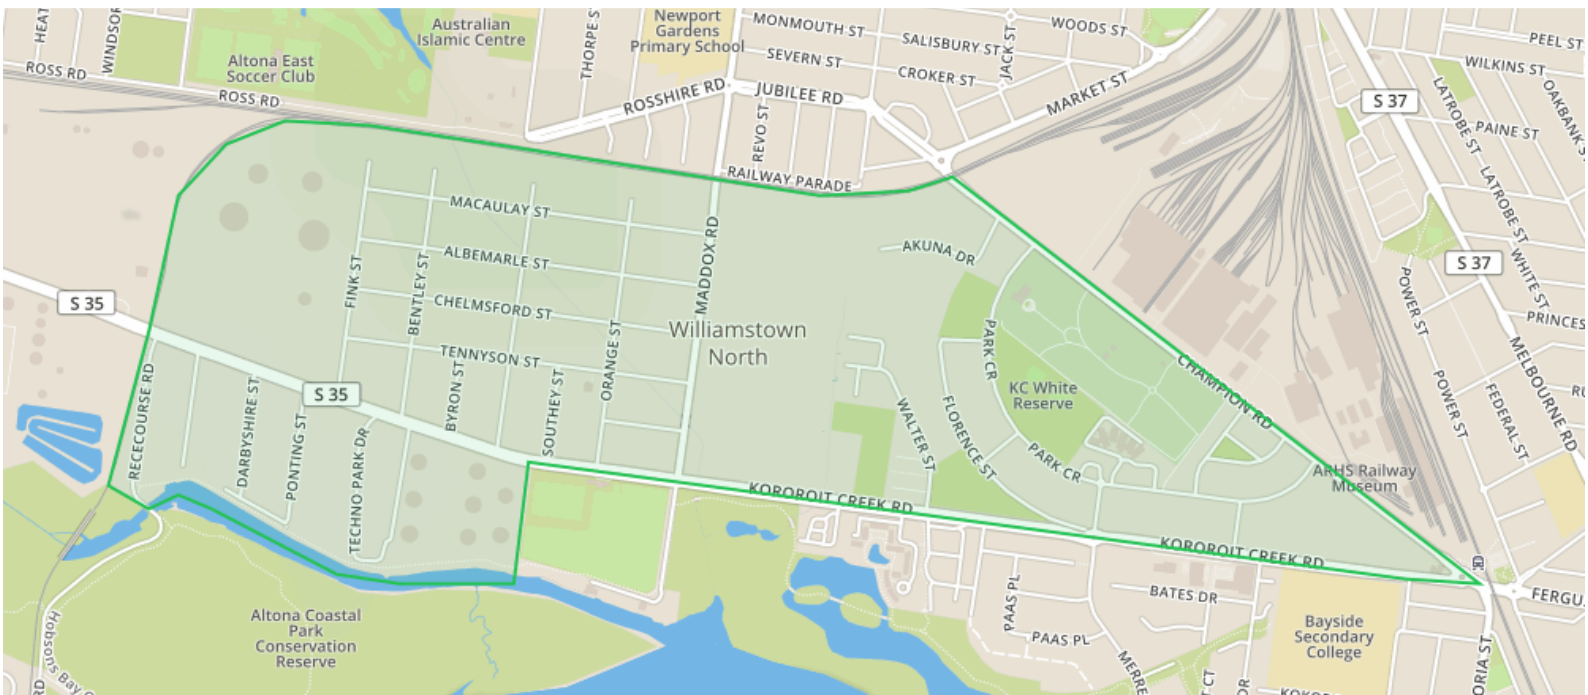 HEAT
WINDSOR
Altona East
Soccer Club
Australian
Islamic Centre
THORPE S
Newport
Gardens
Primary School
MONMOUTH ST
SALISBURY ST
JACK ST
WOODS ST
PEEL ST
ROSS RD
ROSS RD
SEVERN ST
CROKER ST
MARKET ST
WILKINS ST
OAKBANK S
ROSSHIRE RD
JUBILEE RD
REVO ST
S 37
LATROBE ST
PAINE ST
RAILWAY PARADE
LATROBE ST
MACAULAY ST
MADDOX RD
AKUNA DR
ALBEMARLE ST
FINK ST
BENTLEY ST
S 37
WHITE ST
S 35
CHELMSFORD ST
Williamstown
North
PARK CR
POWER ST
PRINCES
TENNYSON ST
ORANGE ST
CHAMPION RD
MELBOURNE RD
S 35
RECECOURSE RD
DARBYSHIRE ST
PONTING ST
TECHNO PARK DR
BYRON ST
SOUTHEY ST
KC White
Reserve
WALTER ST
FLORENCE ST
PARK CR
POWER ST
FEDERAL ST
RU
ARHS Railway
Museum
KOROROIT CREEK RD
KOROROIT CREEK RD
BATES DR
FERGU
PAAS PL
PAAS PL
Altona Coastal
Park
Conservation
Reserve
Bayside
Secondary
College
Hobsons Bay C
RD
MERRE
CT
DR
KOKO
ORIA ST